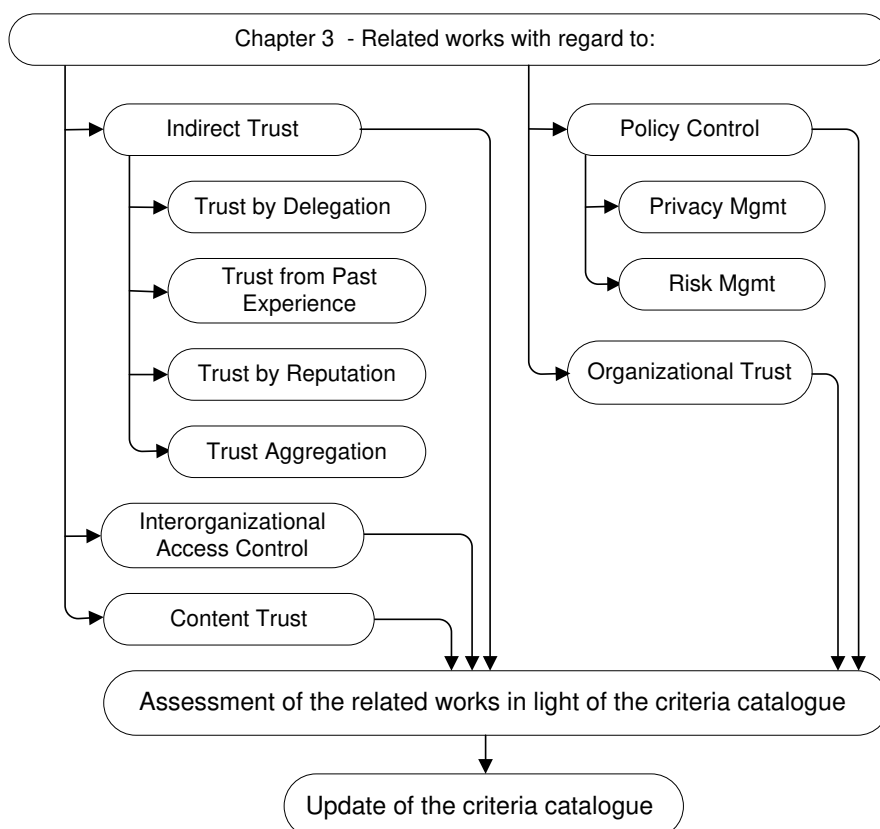 Chapter 3  - Related works with regard to:
Indirect Trust
Trust by Delegation
Trust from Past
Experience
Trust by Reputation
Trust Aggregation
Interorganizational
Access Control
Content Trust
Policy Control
Privacy Mgmt
Risk Mgmt
Organizational Trust
Assessment of the related works in light of the criteria catalogue
Update of the criteria catalogue